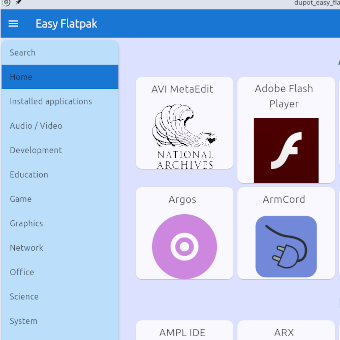 dupot_easy_fla
Easy Flatpak
Search
Home
Installed applications
Audio / Video
Development
Education
Game
Graphics
Network
Office
Science
System
AVI MetaEdit
NATIONAL
ARCHIVES
Adobe Flash
Player
Argos
ArmCord
AMPL IDE
ARX